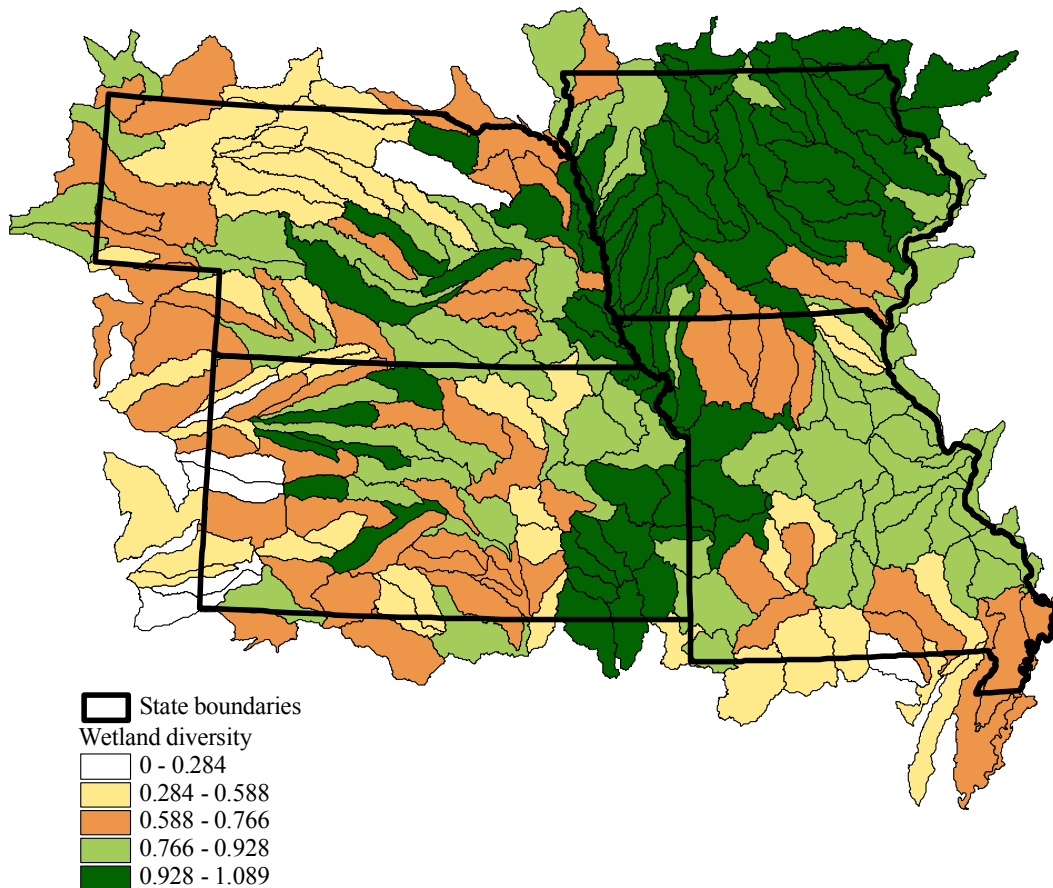 State boundaries
Wetland diversity
0 - 0.284
0.284 - 0.588
0.588 - 0.766
0.766 - 0.928
0.928 - 1.089